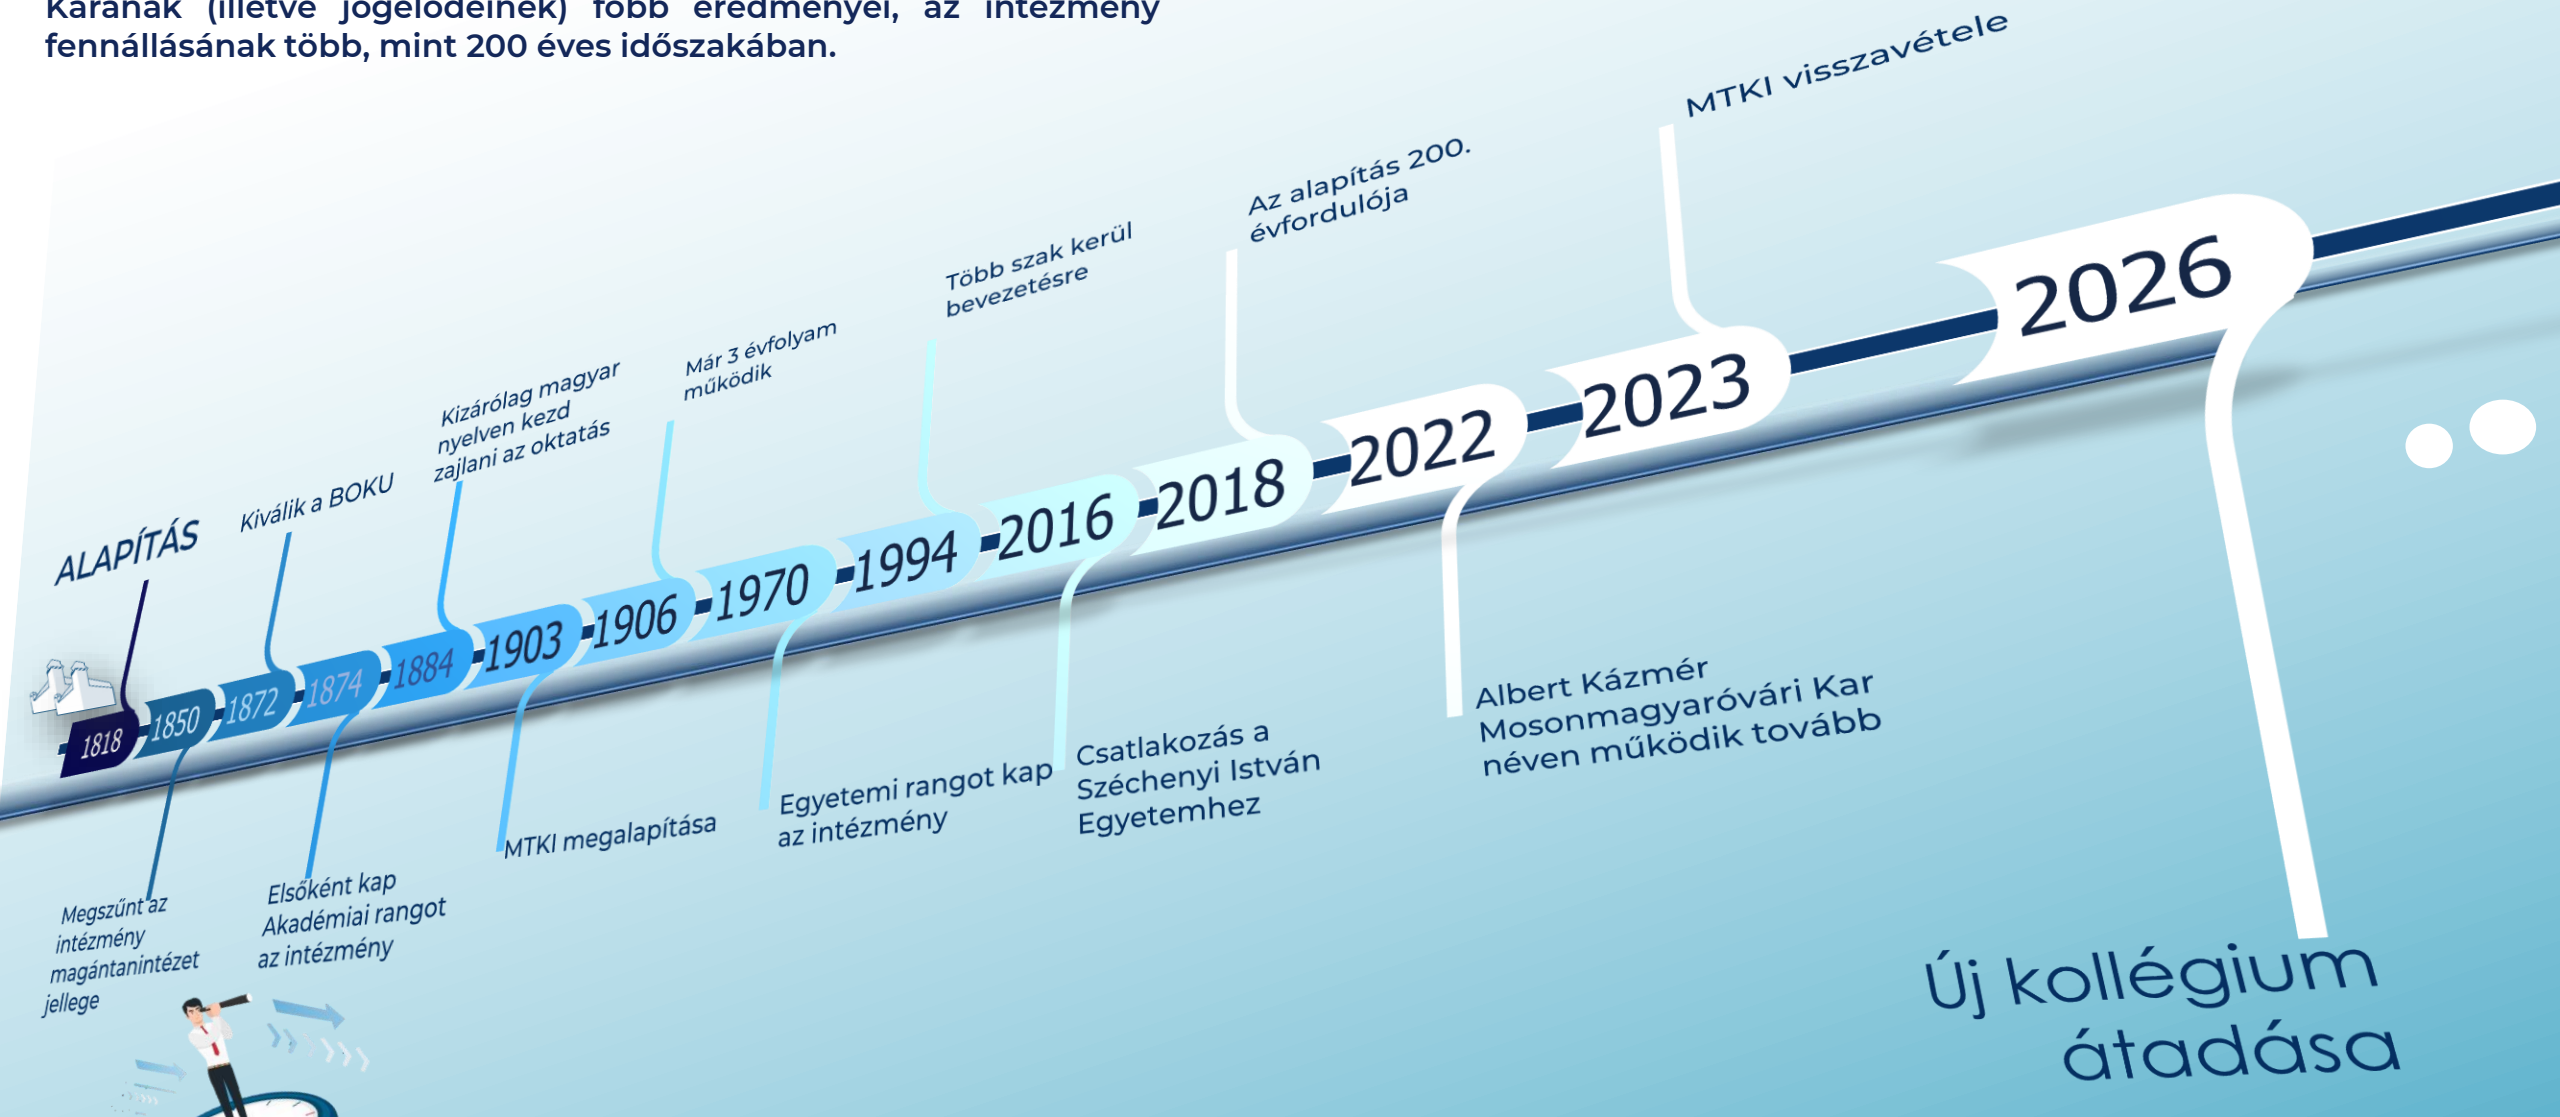 Karának (illetve jogelődeinek) főbb eredményei, az intézmény
fennállásának több, mint 200 éves időszakában.
MTKI visszavétele
Az alapítás 200.
évfordulója
Több szak kerül
bevezetésre
Már 3 évfolyam
működik
Kizárólag magyar
nyelven kezd
zajlani az oktatás
Kiválik a BOKU
ALAPÍTÁS
1818
1850
1872
1874
1884
1903
1906
1970
1994
2016
2018
2022
2023
2026
Megszűnt az
intézmény
magántanintézet
jellege
Elsőként kap
Akadémiai rangot
az intézmény
MTKI megalapítása
Egyetemi rangot kap
az intézmény
Csatlakozás a
Széchenyi István
Egyetemhez
Albert Kázmér
Mosonmagyaróvári Kar
néven működik tovább
Új kollégium
átadása